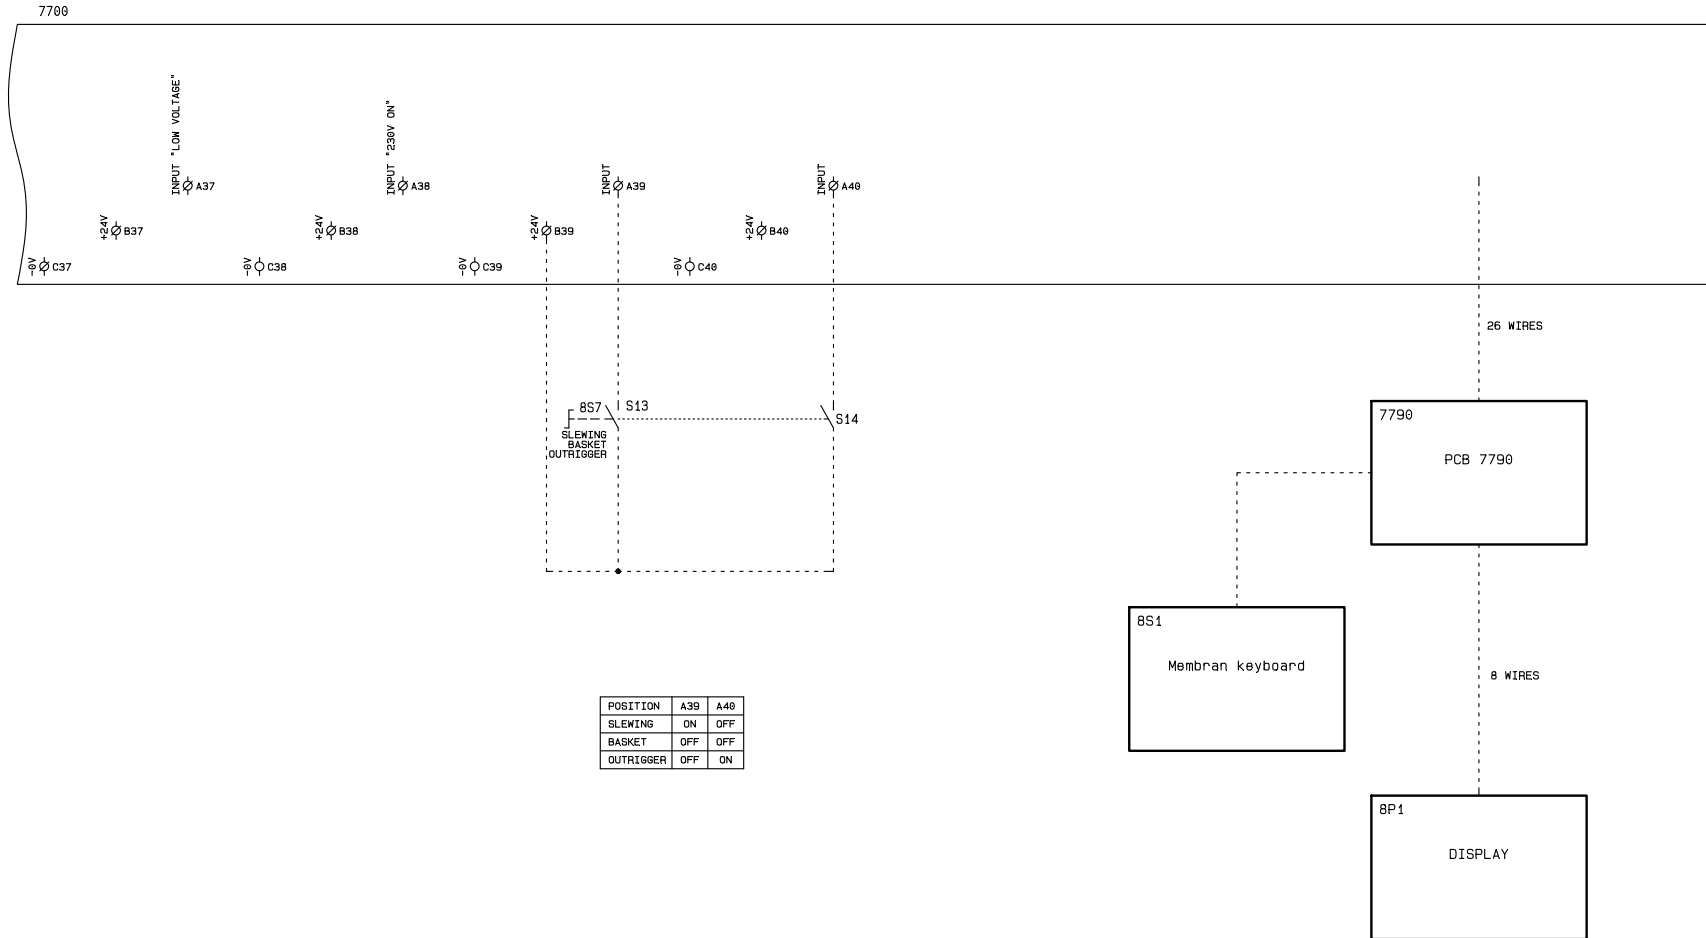 7700
INPUT "LOW VOLTAGE"
INPUT "230V ON"
INPUT
INPUT
A37
A38
A39
A40
+24V
B37
+24V
B38
+24V
B39
+24V
B40
-0V
C37
-0V
C38
-0V
C39
-0V
C40
26 WIRES
8S7
S13
S14
SLEWING
BASKET
OUTRIGGER
7790
PCB 7790
8S1
Membran keyboard
8 WIRES
POSITION A39 A40
SLEWING ON OFF
BASKET OFF OFF
OUTRIGGER OFF ON
8P1
DISPLAY